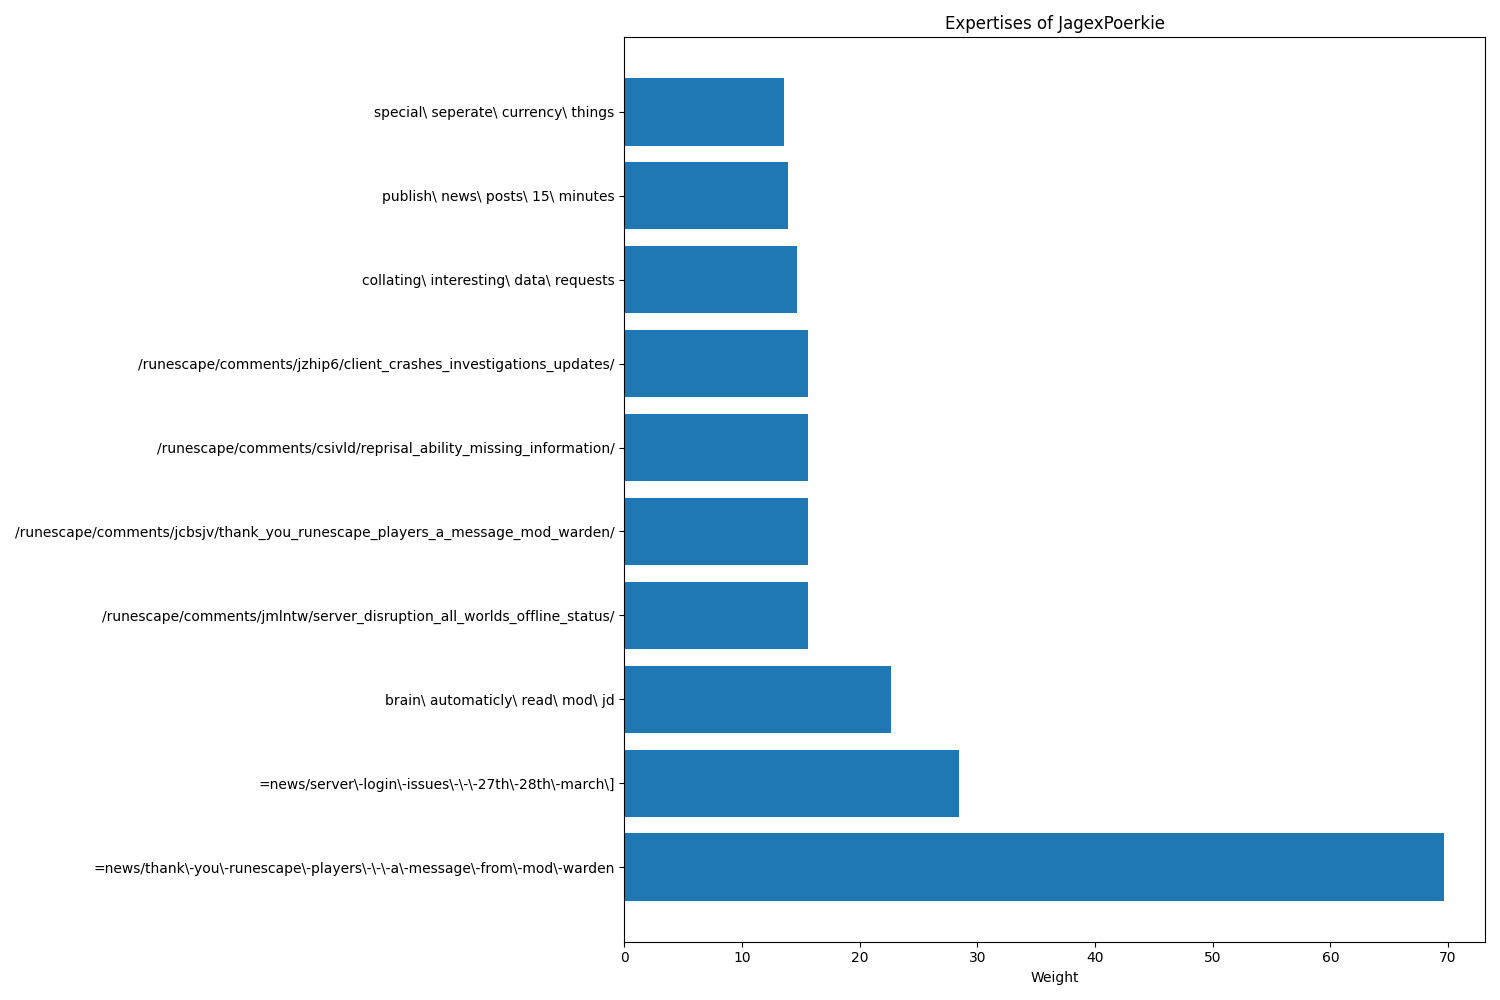 Expertises of JagexPoerkie
special\ seperate\ currency\ things
publish\ news\ posts\ 15\ minutes
collating\ interesting\ data\ requests
/runescape/comments/jzhip6/client_crashes_investigations_updates/
/runescape/comments/csivld/reprisal_ability_missing_information/
/runescape/comments/jcbsjv/thank_you_runescape_players_a_message_mod_warden/
/runescape/comments/jmlntw/server_disruption_all_worlds_offline_status/
brain\ automaticly\ read\ mod\ jd
=news/server\-login\-issues\-\-\-27th\-28th\-march\]
=news/thank\-you\-runescape\-players\-\-\-a\-message\-from\-mod\-warden
0 10 20 30 40 50 60 70
Weight